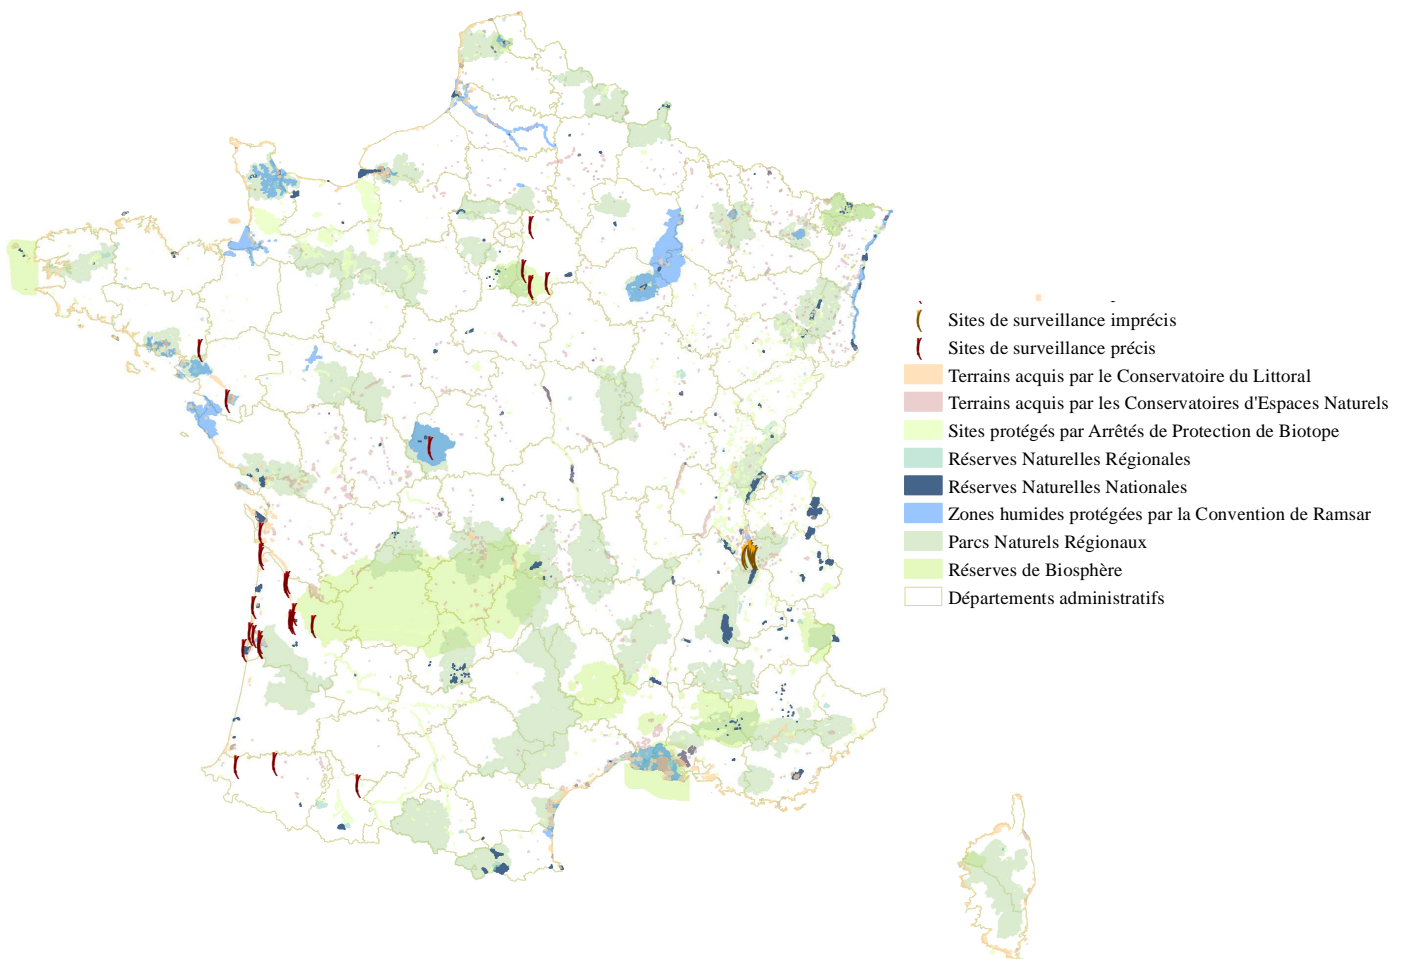 Sites de surveillance imprécis
Sites de surveillance précis
Terrains acquis par le Conservatoire du Littoral
Terrains acquis par les Conservatoires d'Espaces Naturels
Sites protégés par Arrêtés de Protection de Biotope
Réserves Naturelles Régionales
Réserves Naturelles Nationales
Zones humides protégées par la Convention de Ramsar
Parcs Naturels Régionaux
Réserves de Biosphère
Départements administratifs